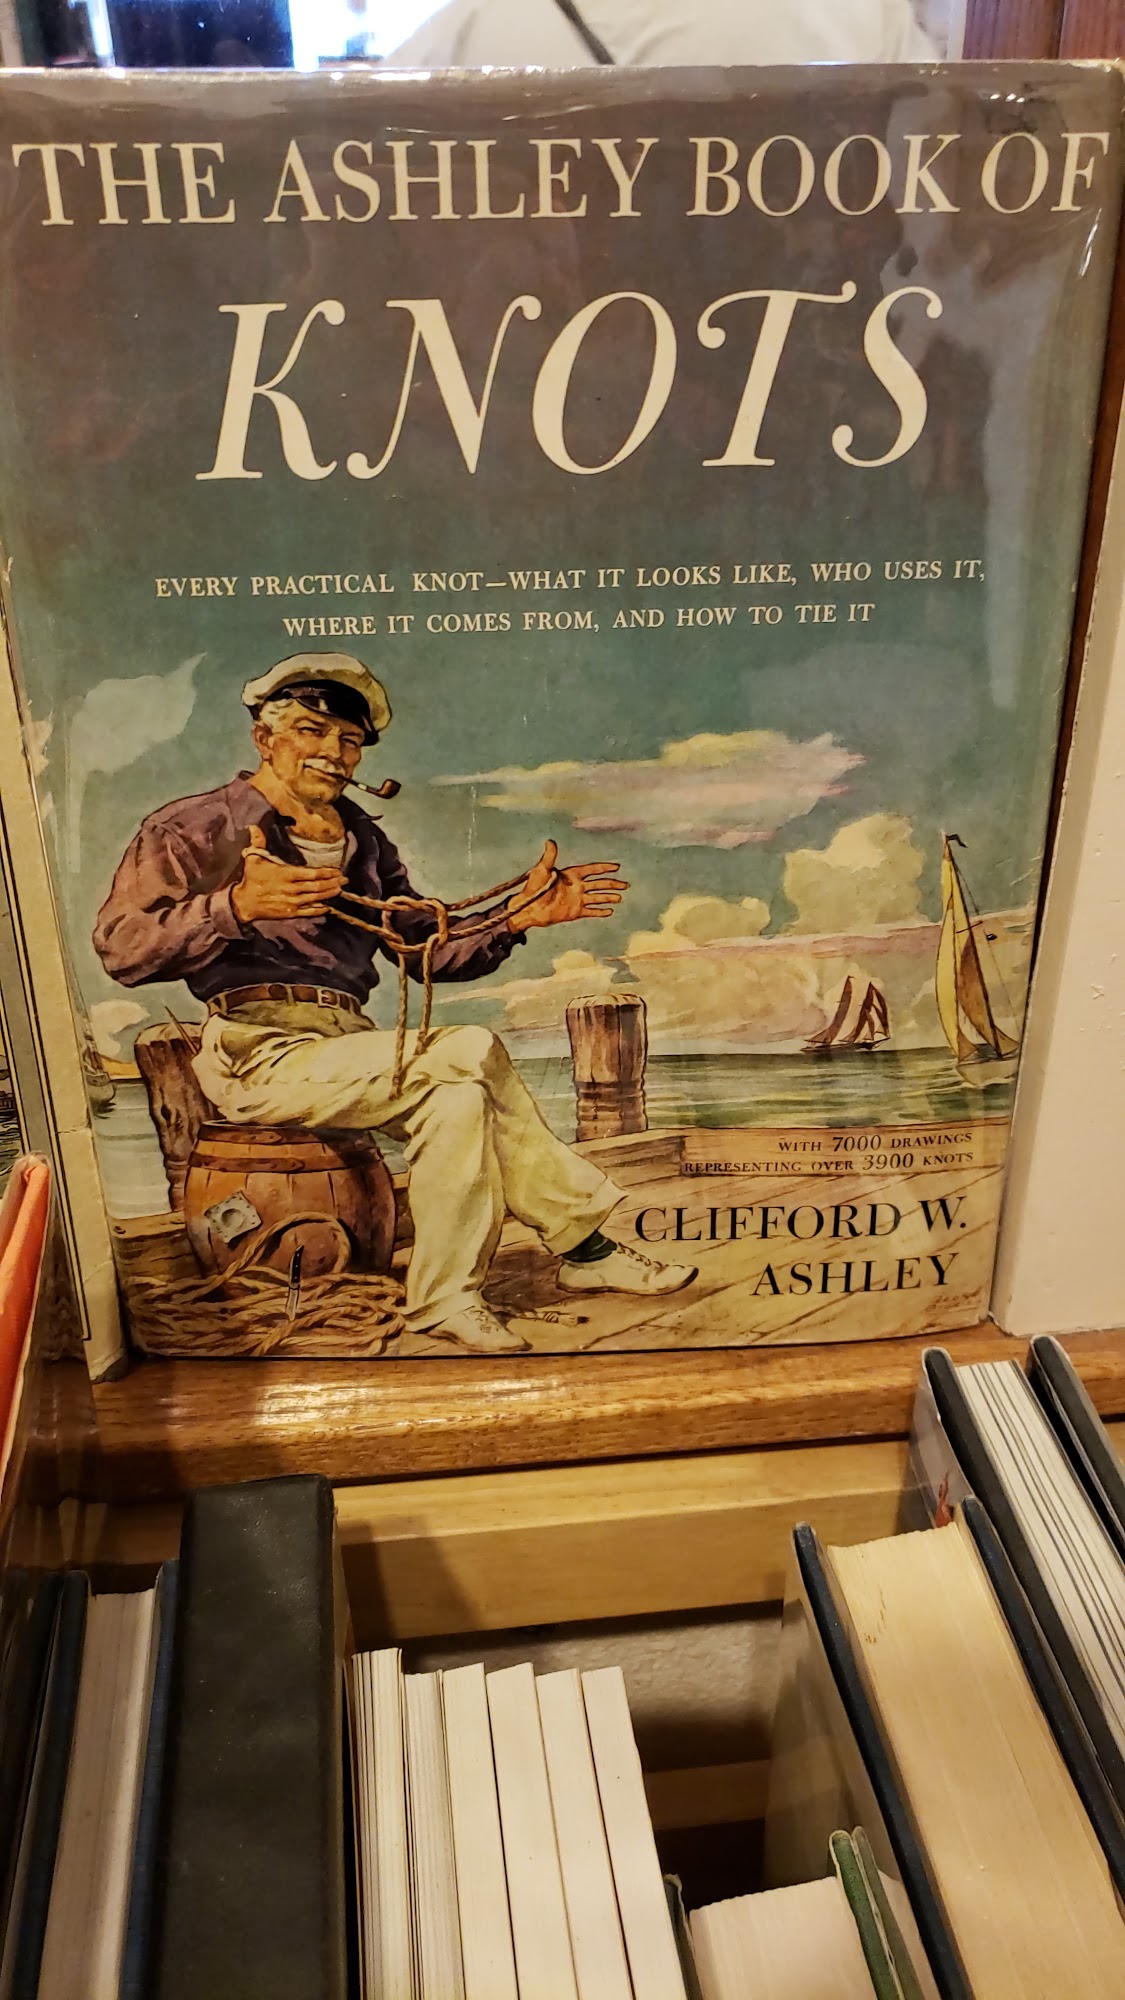 THE ASHLEY BOOK OF
KNOTS
EVERY PRACTICAL KNOT—WHAT IT LOOKS LIKE, WHO USES IT,
WHERE IT COMES FROM, AND HOW TO TIE IT
WITH 7000 DRAWINGS
REPRESENTING OVER 3900 KNOTS
CLIFFORD W.
ASHLEY